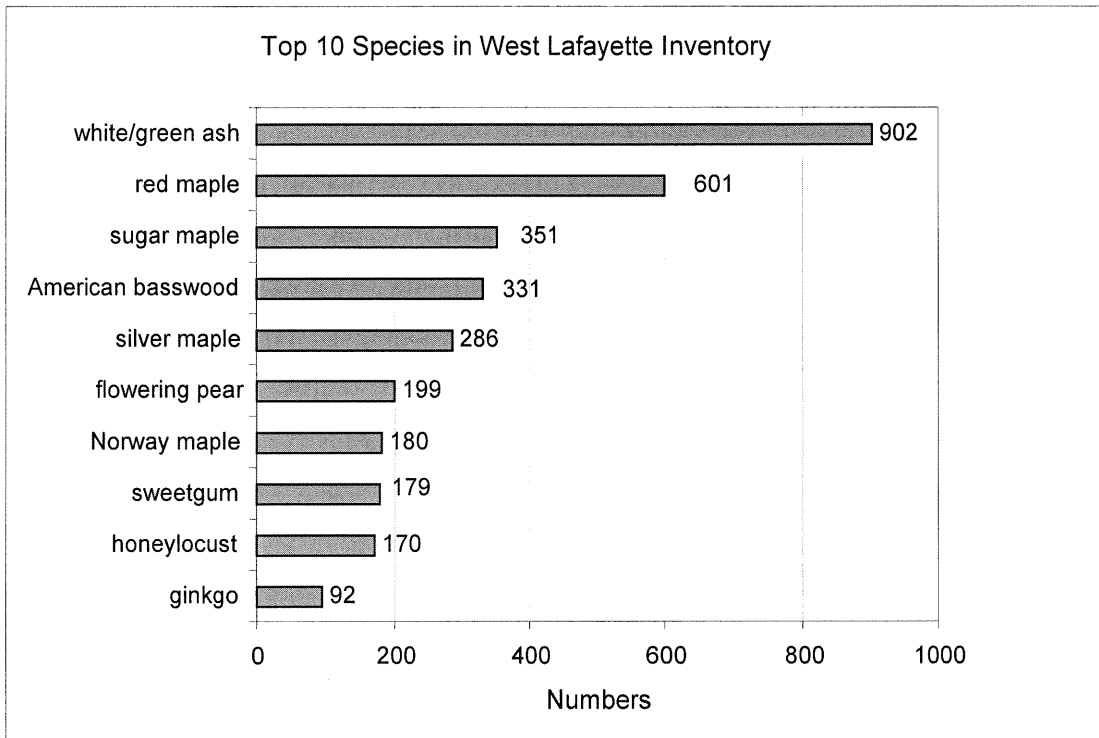 Top 10 Species in West Lafayette Inventory
white/green ash 902
red maple 601
sugar maple 351
American basswood 331
silver maple 286
flowering pear 199
Norway maple 180
sweetgum 179
honeylocust 170
ginkgo 92
0 200 400 600 800 1000
Numbers